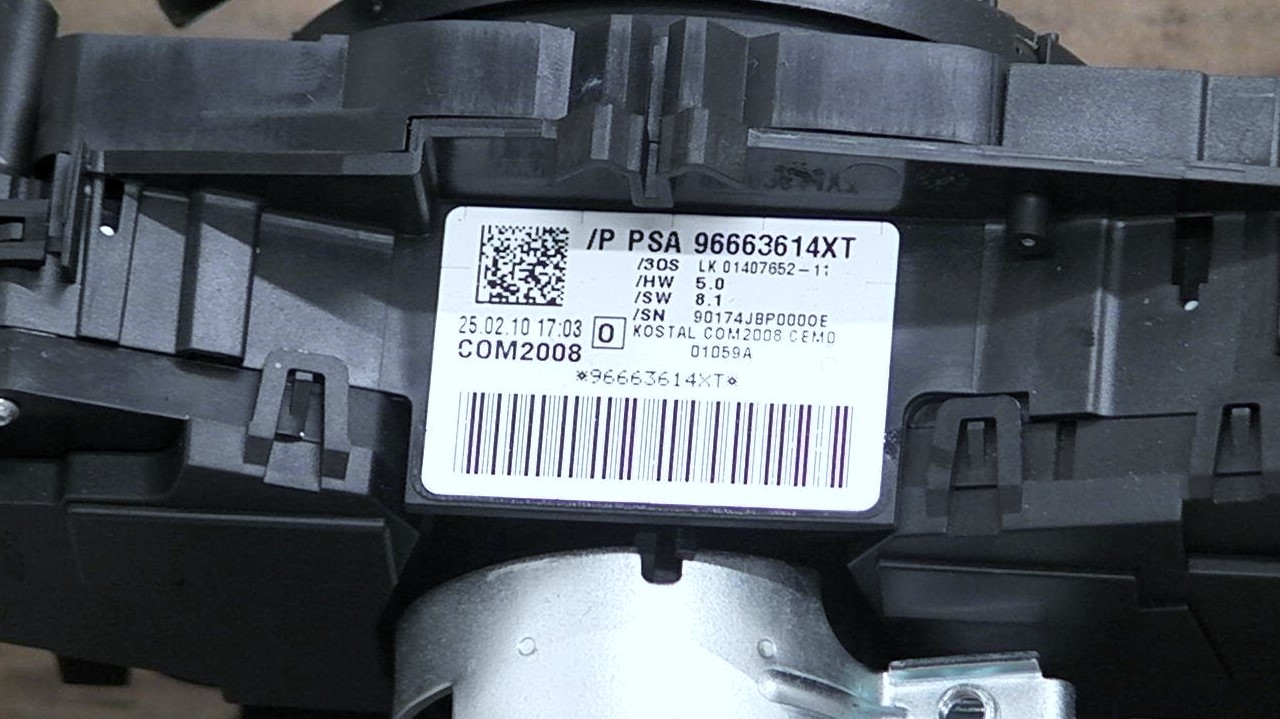 /P PSA 96663614XT
/3OS LK 01407652-11
/HW 5.0
/SW 8.1
/SN 90174JBP0000E
25.02.10 17:03 0 KOSTAL COM2008 CEM0
COM2008 01059A
*96663614XT*